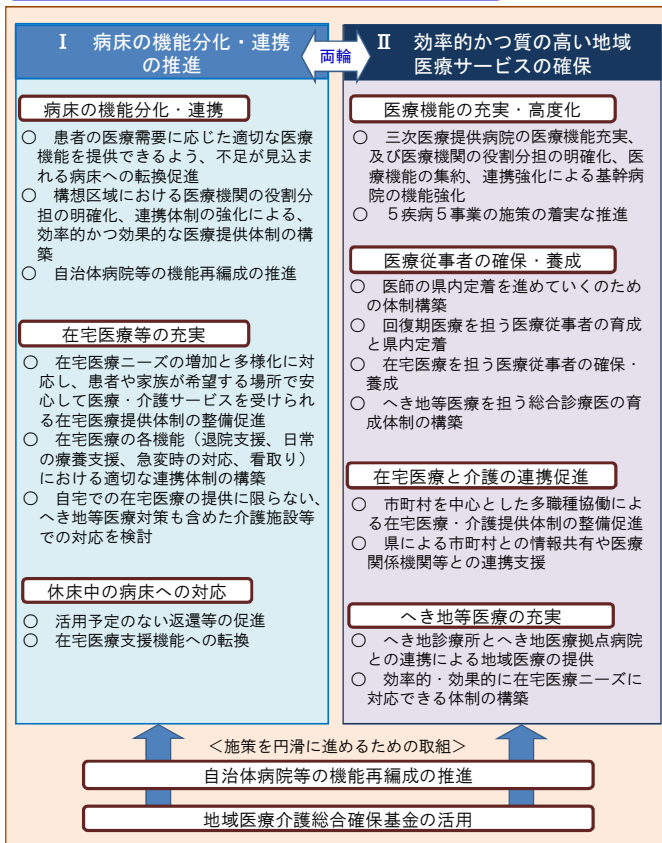 Ⅰ 病床の機能分化・連携
の推進
両輪
Ⅱ 効率的かつ質の高い地域
医療サービスの確保
病床の機能分化・連携
○ 患者の医療需要に応じた適切な医療
機能を提供できるよう、不足が見込ま
れる病床への転換促進
○ 構想区域における医療機関の役割分
担の明確化、連携体制の強化による、
効率的かつ効果的な医療提供体制の構
築
○ 自治体病院等の機能再編成の推進
在宅医療等の充実
○ 在宅医療ニーズの増加と多様化に対
応し、患者や家族が希望する場所で安
心して医療・介護サービスを受けら
れる在宅医療提供体制の整備促進
○ 在宅医療の各機能（退院支援、日常
の療養支援、急変時の対応、看取り）
における適切な連携体制の構築
○ 自宅での在宅医療の提供に限らない、
へき地等医療対策も含めた介護施設等
での対応を検討
休床中の病床への対応
○ 活用予定のない返還等の促進
○ 在宅医療支援機能への転換
医療機能の充実・高度化
○ 三次医療提供病院の医療機能充実、
及び医療機関の役割分担の明確化、医
療機能の集約、連携強化による基幹病
院の機能強化
○ ５疾病５事業の施策の着実な推進
医療従事者の確保・養成
○ 医師の県内定着を進めていくのため
の体制構築
○ 回復期医療を担う医療従事者の育成
と県内定着
○ 在宅医療を担う医療従事者の確保・
養成
○ へき地等医療を担う総合診療医の育
成体制の構築
在宅医療と介護の連携促進
○ 市町村を中心とした多職種協働によ
る在宅医療・介護提供体制の整備促進
○ 県による市町村との情報共有や医療
関係機関等との連携支援
へき地等医療の充実
○ へき地診療所とへき地医療拠点病院
との連携による地域医療の提供
○ 効率的・効果的に在宅医療ニーズに
対応できる体制の構築
＜施策を円滑に進めるための取組＞
自治体病院等の機能再編成の推進
地域医療介護総合確保基金の活用